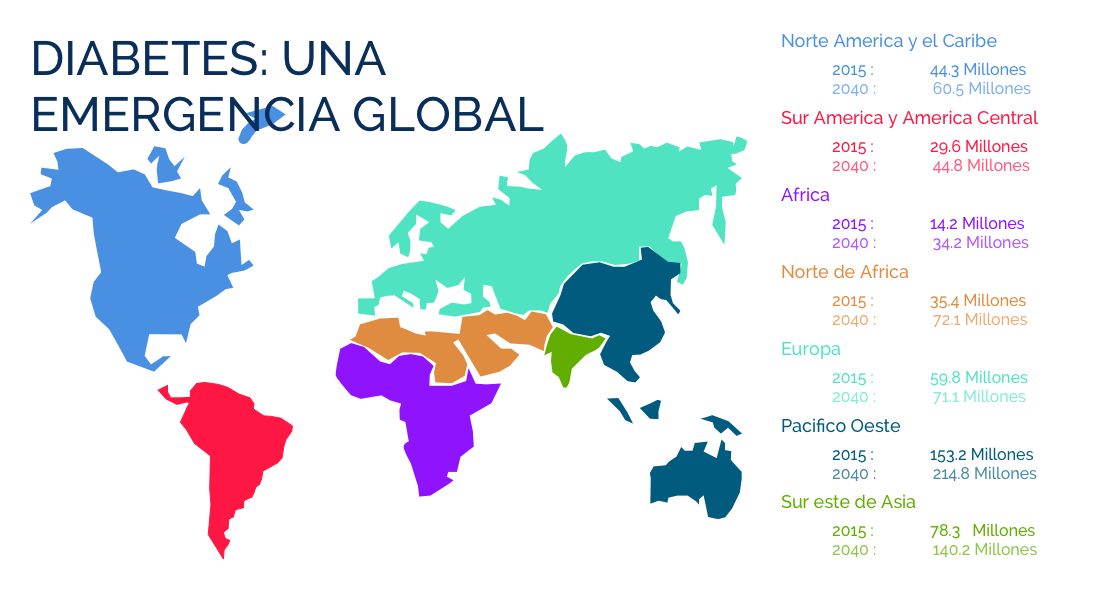 DIABETES: UNA
EMERGENCIA GLOBAL
Norte America y el Caribe
2015 : 44.3 Millones
2040 : 60.5 Millones
Sur America y America Central
2015 : 29.6 Millones
2040 : 44.8 Millones
Africa
2015 : 14.2 Millones
2040 : 34.2 Millones
Norte de Africa
2015 : 35.4 Millones
2040 : 72.1 Millones
Europa
2015 : 59.8 Millones
2040 : 71.1 Millones
Pacifico Oeste
2015 : 153.2 Millones
2040 : 214.8 Millones
Sur este de Asia
2015 : 78.3 Millones
2040 : 140.2 Millones